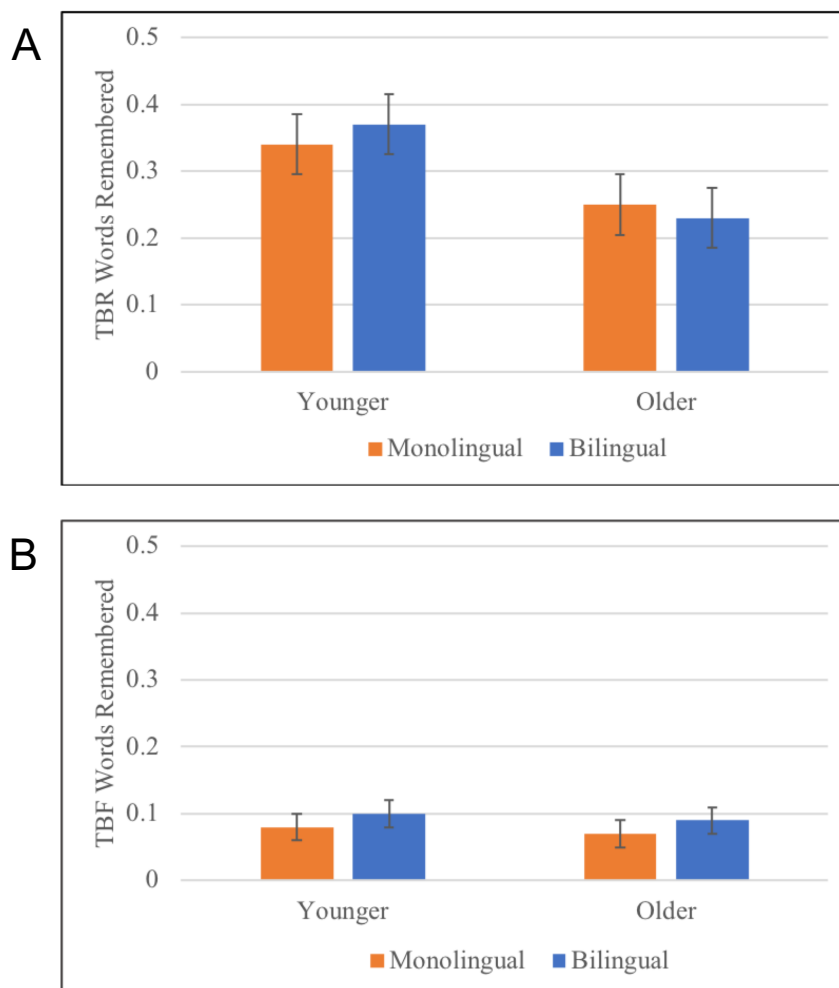 A
TBR Words Remembered
0.5
0.4
0.3
0.2
0.1
0
Younger Older
Monolingual Bilingual
B
TBF Words Remembered
0.5
0.4
0.3
0.2
0.1
0
Younger Older
Monolingual Bilingual